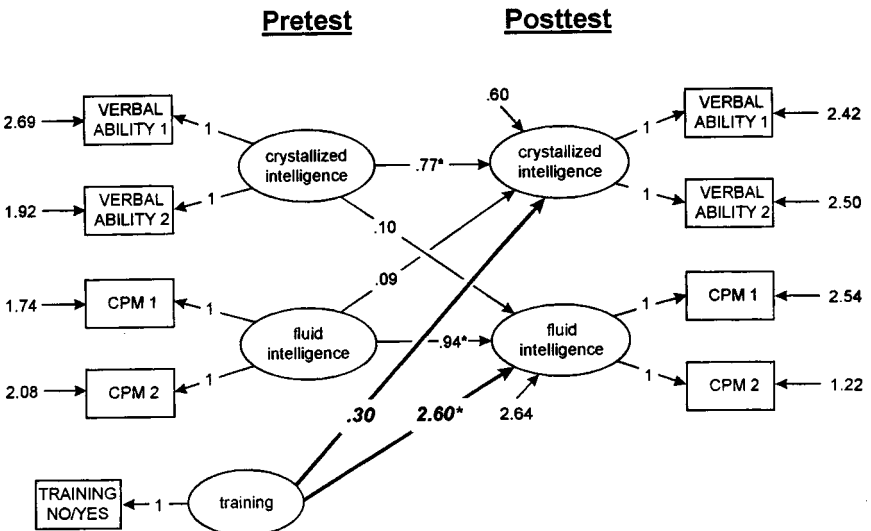 Pretest
Posttest
2.69
VERBAL
ABILITY 1
1
crystallized
intelligence
1.92
VERBAL
ABILITY 2
1
1.74
CPM 1
1
fluid
intelligence
2.08
CPM 2
1
TRAINING
NO/YES
1
training
.77*
.10
.09
.94*
.30
2.60*
.60
crystallized
intelligence
1
VERBAL
ABILITY 1
2.42
1
VERBAL
ABILITY 2
2.50
fluid
intelligence
2.64
1
CPM 1
2.54
1
CPM 2
1.22